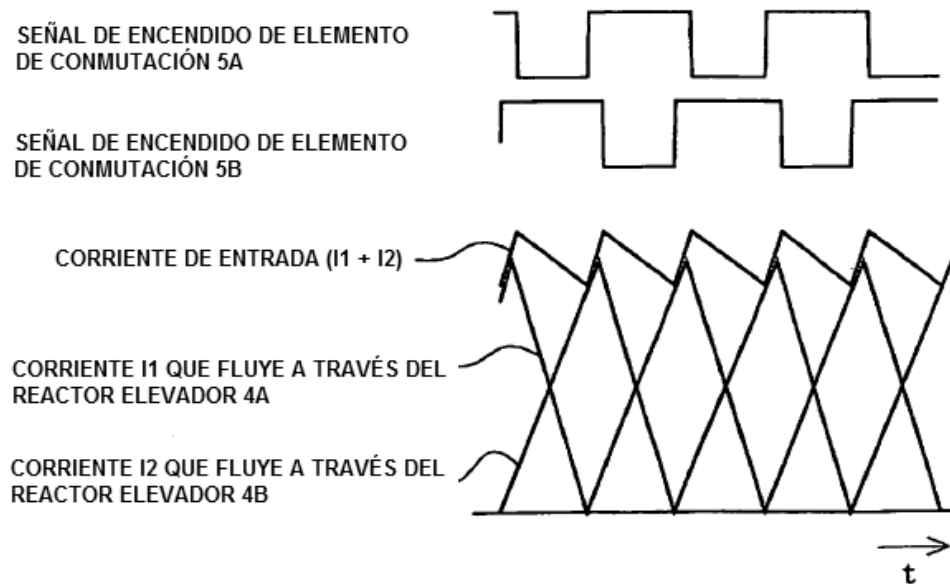 SEÑAL DE ENCENDIDO DE ELEMENTO
DE CONMUTACIÓN 5A
SEÑAL DE ENCENDIDO DE ELEMENTO
DE CONMUTACIÓN 5B
CORRIENTE DE ENTRADA (I1 + I2)
CORRIENTE I1 QUE FLUYE A TRAVÉS DEL
REACTOR ELEVADOR 4A
CORRIENTE I2 QUE FLUYE A TRAVÉS DEL
REACTOR ELEVADOR 4B
t